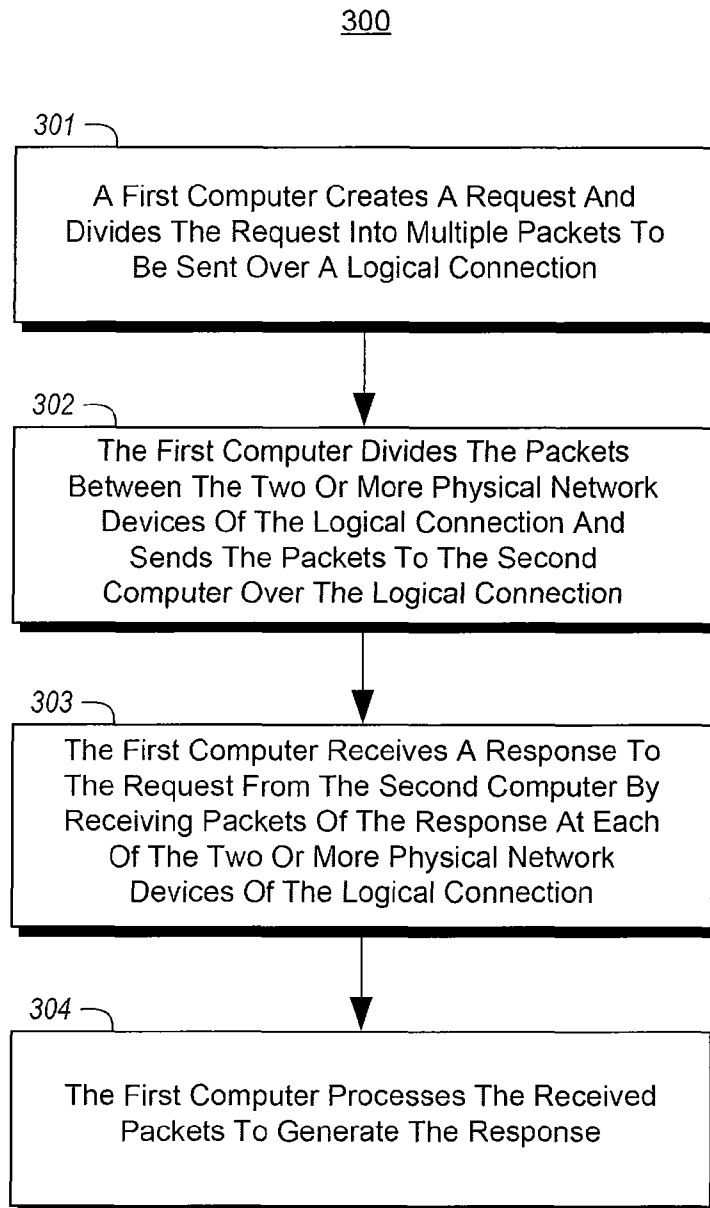 300
301
A First Computer Creates A Request And
Divides The Request Into Multiple Packets To
Be Sent Over A Logical Connection
302
The First Computer Divides The Packets
Between The Two Or More Physical Network
Devices Of The Logical Connection And
Sends The Packets To The Second
Computer Over The Logical Connection
303
The First Computer Receives A Response To
The Request From The Second Computer By
Receiving Packets Of The Response At Each
Of The Two Or More Physical Network
Devices Of The Logical Connection
304
The First Computer Processes The Received
Packets To Generate The Response